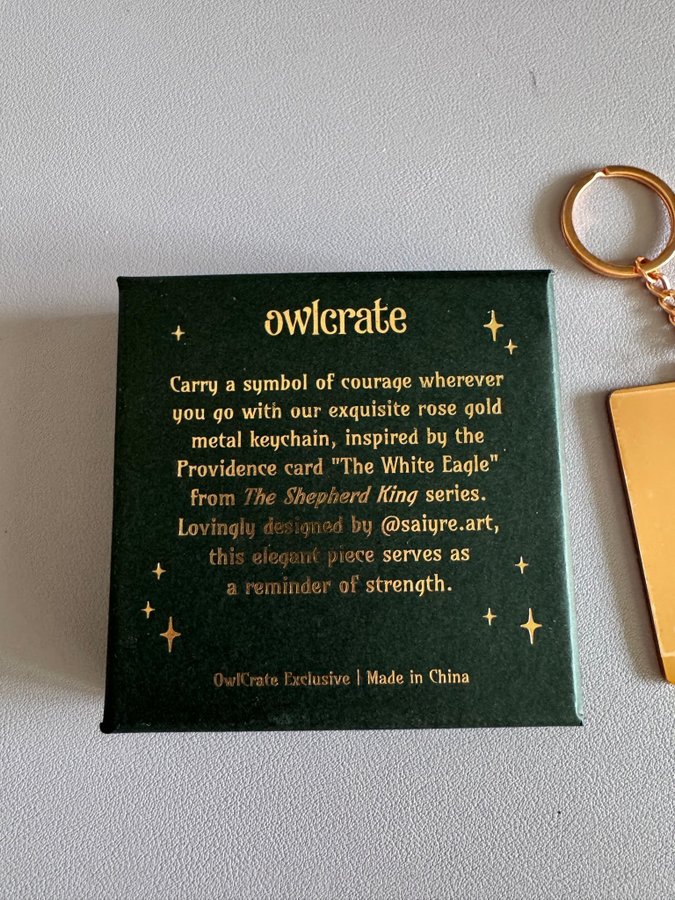 owlcrate
Carry a symbol of courage wherever
you go with our exquisite rose gold
metal keychain, inspired by the
Providence card "The White Eagle"
from The Shepherd King series.
Lovingly designed by @saiyre.art,
this elegant piece serves as
a reminder of strength.
OwlCrate Exclusive | Made in China